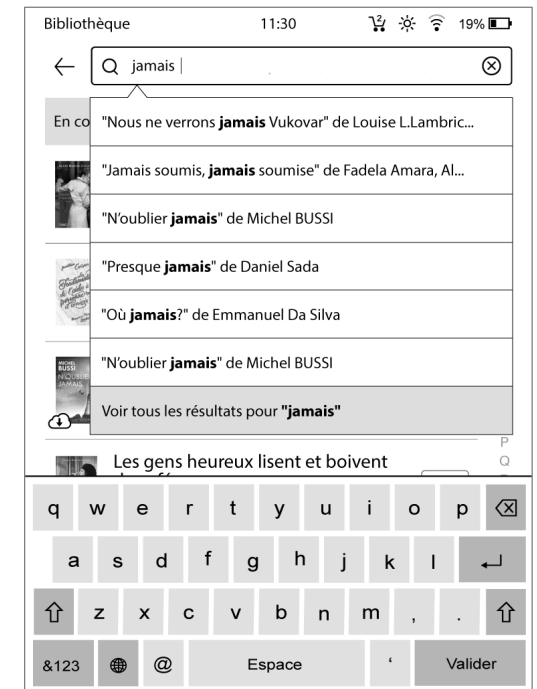 Bibliothèque 11:30 2 19%
jamais
En co
"Nous ne verrons jamais Vukovar" de Louise L.Lambric...
"Jamais soumis, jamais soumise" de Fadela Amara, Al...
"N'oublier jamais" de Michel BUSSI
"Presque jamais" de Daniel Sada
"Où jamais?" de Emmanuel Da Silva
MICHEL
BUSSI
N'OUBLIE
JAMAIS
"N'oublier jamais" de Michel BUSSI
Voir tous les résultats pour "jamais"
P
Q
Les gens heureux lisent et boivent
q w e r t y u i o p
a s d f g h j k l
z x c v b n m , .
&123 @ Espace ‘ Valider